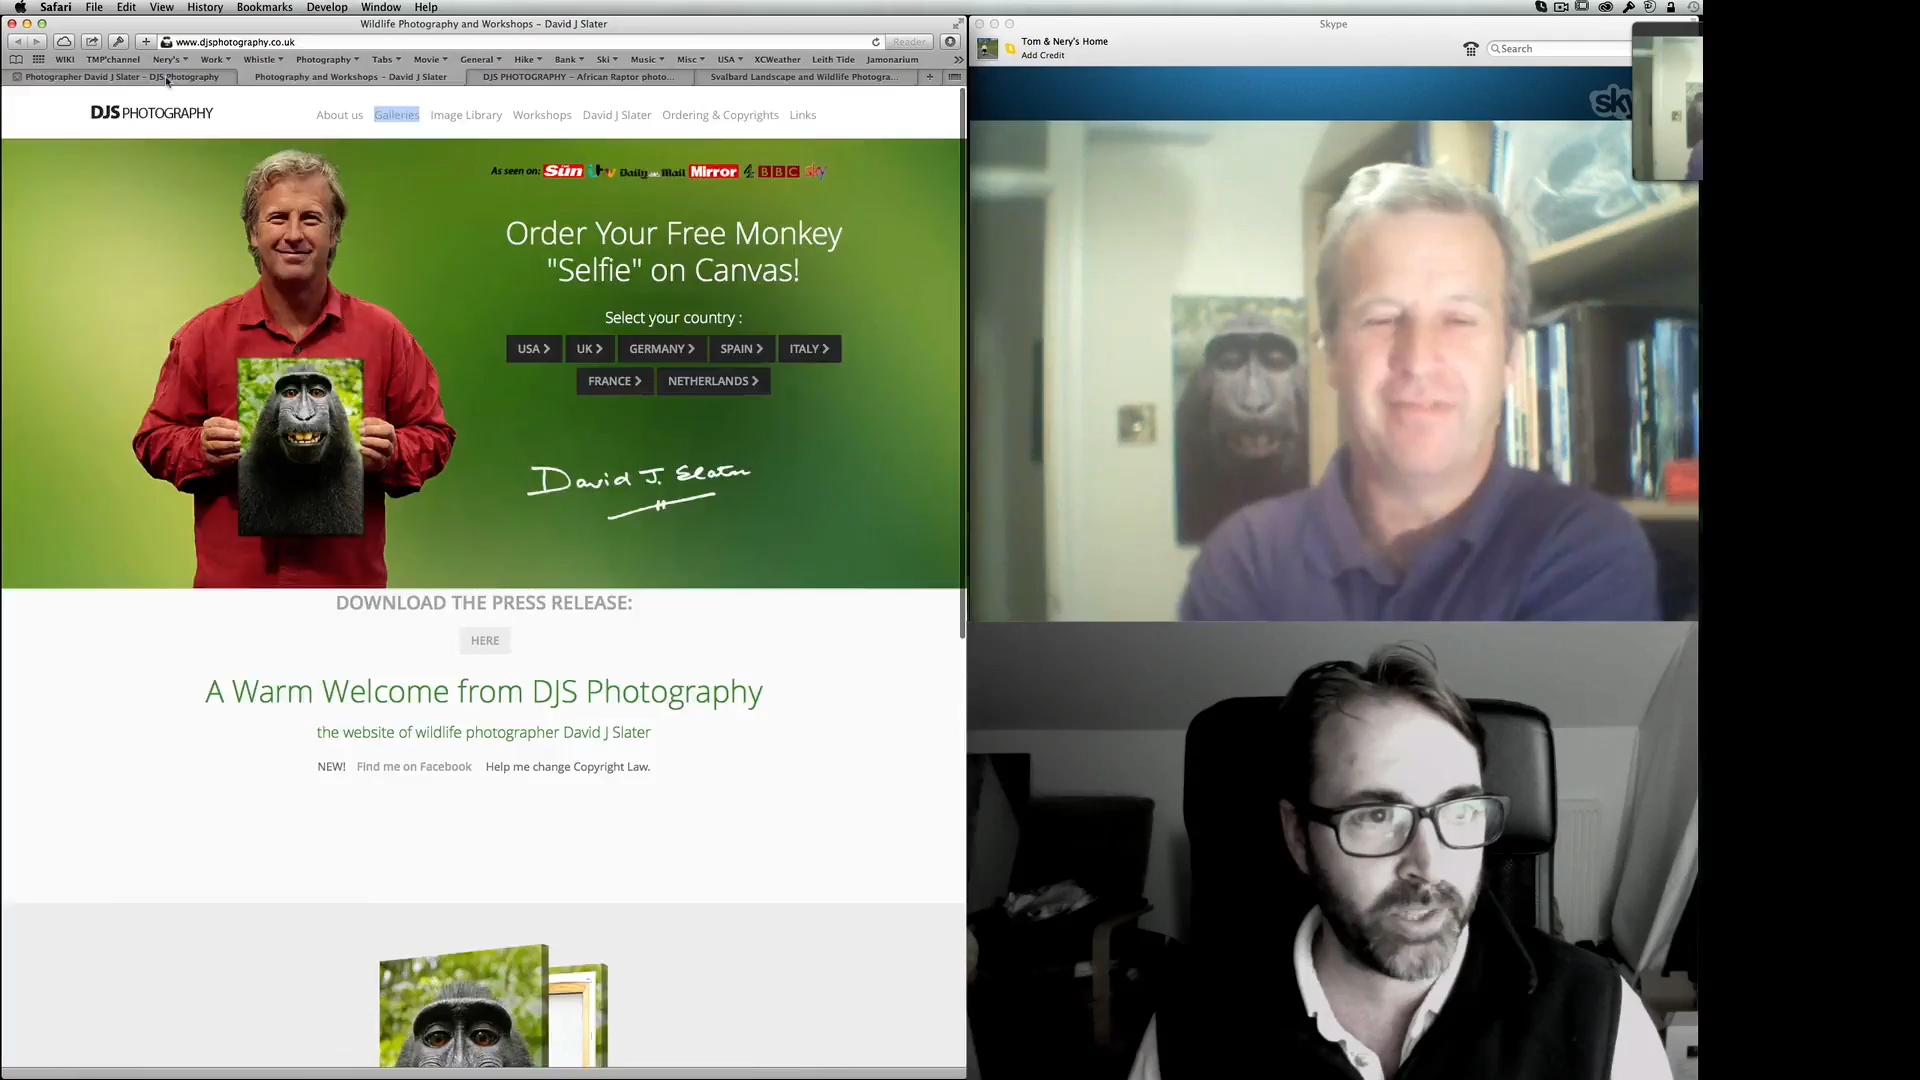 Safari File Edit View History Bookmarks Develop Window Help
Wildlife Photography and Workshops – David J Slater
www.djsphotography.co.uk
Reader
WIKI TMP'channel Nery's Work Whistle Photography Tabs Movie General Hike Bank Ski Music Misc USA XCWeather Leith Tide Jamonarium
Photographer David J Slater – DJS Photography
Photography and Workshops – David J Slater
DJS PHOTOGRAPHY – African Raptor photo...
Svalbard Landscape and Wildlife Photogra...
DJS PHOTOGRAPHY
About us Galleries Image Library Workshops David J Slater Ordering & Copyrights Links
As seen on: THE Sun itv Daily Mail Mirror 4 BBC sky
Order Your Free Monkey
"Selfie" on Canvas!
Select your country :
USA UK GERMANY SPAIN ITALY
FRANCE NETHERLANDS
David J. Slater
DOWNLOAD THE PRESS RELEASE:
HERE
A Warm Welcome from DJS Photography
the website of wildlife photographer David J Slater
NEW! Find me on Facebook Help me change Copyright Law.
Skype
Tom & Nery's Home
Add Credit
Search
sky